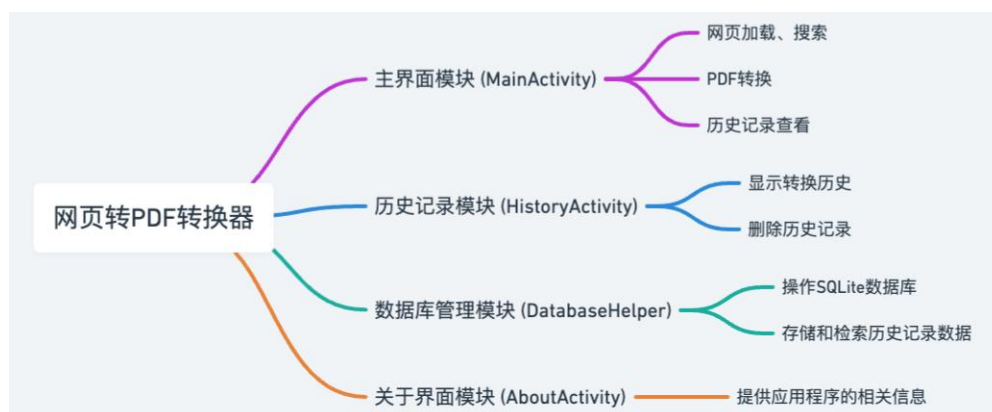 网页转PDF转换器
主界面模块 (MainActivity)
网页加载、搜索
PDF转换
历史记录查看
历史记录模块 (HistoryActivity)
显示转换历史
删除历史记录
数据库管理模块 (DatabaseHelper)
操作SQLite数据库
存储和检索历史记录数据
关于界面模块 (AboutActivity)
提供应用程序的相关信息